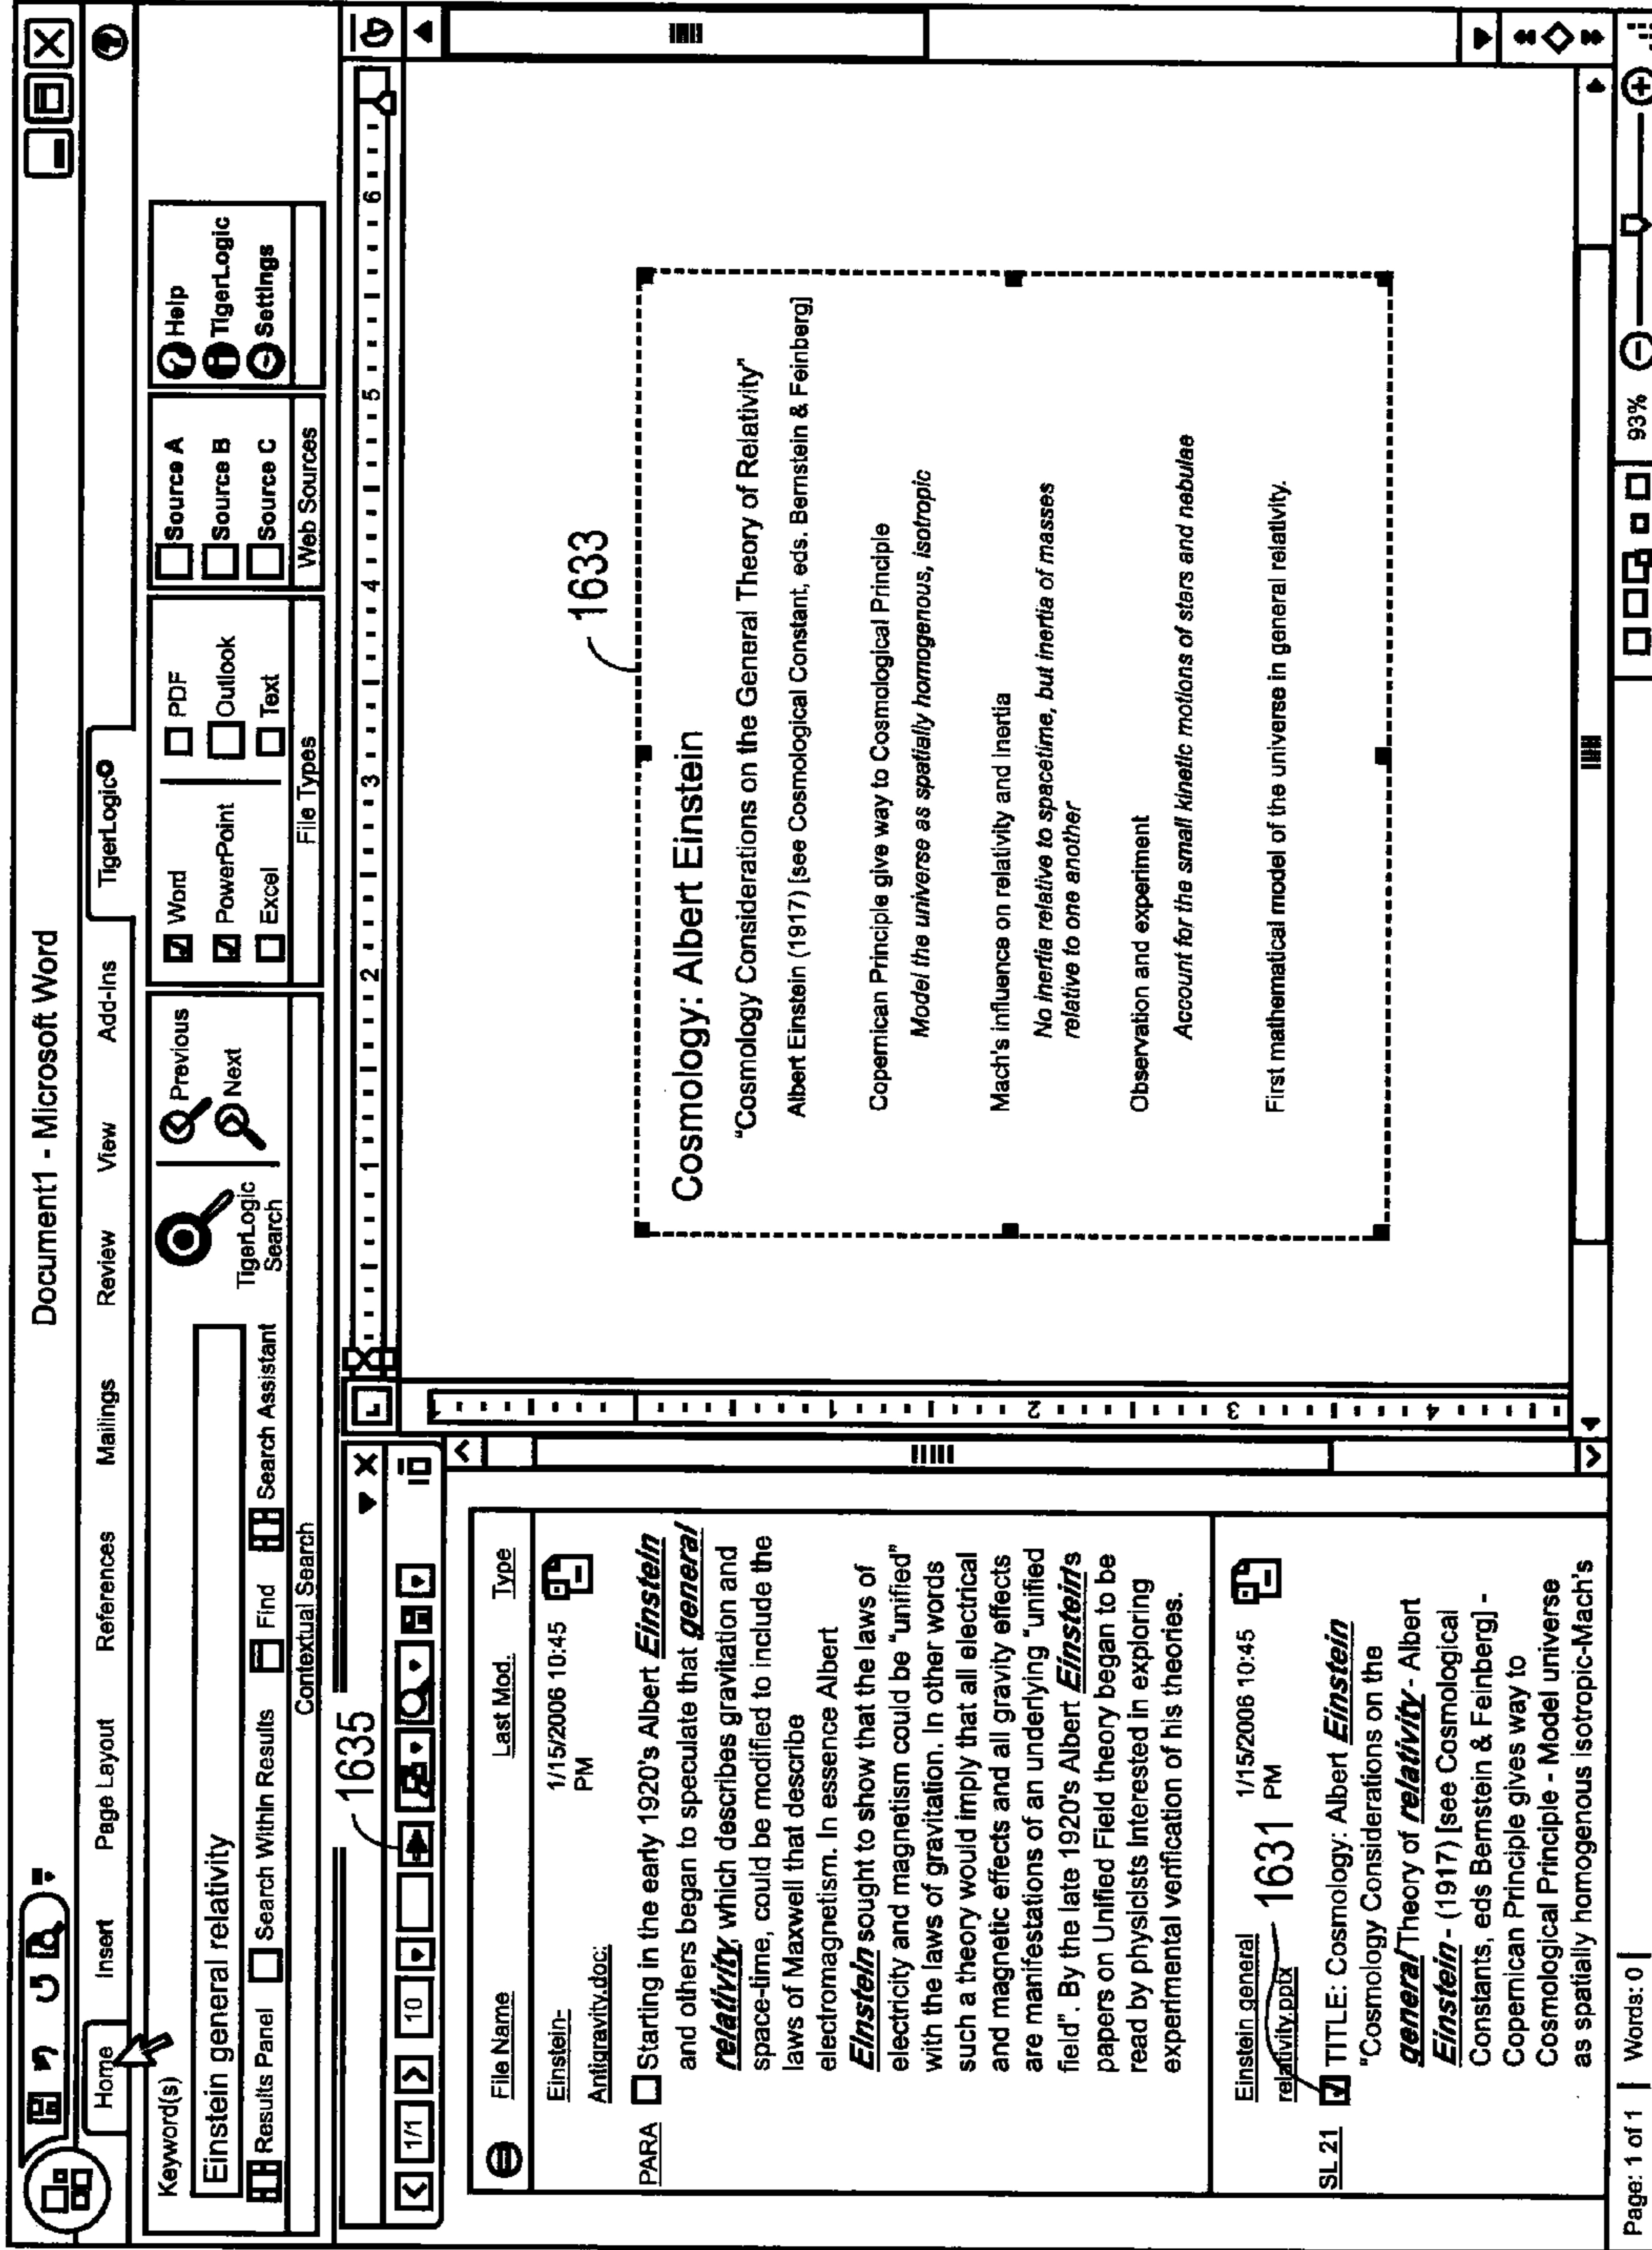 Document1 - Microsoft Word
Home
Insert
Page Layout
References
Mailings
Review
View
Add-Ins
TigerLogic
Keyword(s)
Einstein general relativity
Results Panel
Search Within Results
Find
Search Assistant
Contextual Search
TigerLogic
Search
Previous
Next
Word
PowerPoint
Excel
PDF
Outlook
Text
File Types
Source A
Source B
Source C
Web Sources
Help
TigerLogic
Settings
1635
1/1
10
1 2 3 4 5 6
File Name
Last Mod.
Type
Einstein-
Antigravity.doc:
1/15/2006 10:45
PM
PARA
Starting in the early 1920's Albert Einstein
and others began to speculate that general
relativity, which describes gravitation and
space-time, could be modified to include the
laws of Maxwell that describe
electromagnetism. In essence Albert
Einstein sought to show that the laws of
electricity and magnetism could be "unified"
with the laws of gravitation. In other words
such a theory would imply that all electrical
and magnetic effects and all gravity effects
are manifestations of an underlying "unified
field". By the late 1920's Albert Einstein's
papers on Unified Field theory began to be
read by physicists Interested in exploring
experimental verification of his theories.
Einstein general
relativity.pptx
1631
1/15/2006 10:45
PM
SL 21
TITLE: Cosmology: Albert Einstein
"Cosmology Considerations on the
general Theory of relativity - Albert
Einstein - (1917) [see Cosmological
Constants, eds Bernstein & Feinberg] -
Copernican Principle gives way to
Cosmological Principle - Model universe
as spatially homogenous isotropic-Mach's
1
2
3
4
1633
Cosmology: Albert Einstein
"Cosmology Considerations on the General Theory of Relativity"
Albert Einstein (1917) [see Cosmological Constant, eds. Bernstein & Feinberg]
Copernican Principle give way to Cosmological Principle
Model the universe as spatially homogenous, isotropic
Mach's influence on relativity and inertia
No inertia relative to spacetime, but inertia of masses
relative to one another
Observation and experiment
Account for the small kinetic motions of stars and nebulae
First mathematical model of the universe in general relativity.
Page: 1 of 1
Words: 0
93%